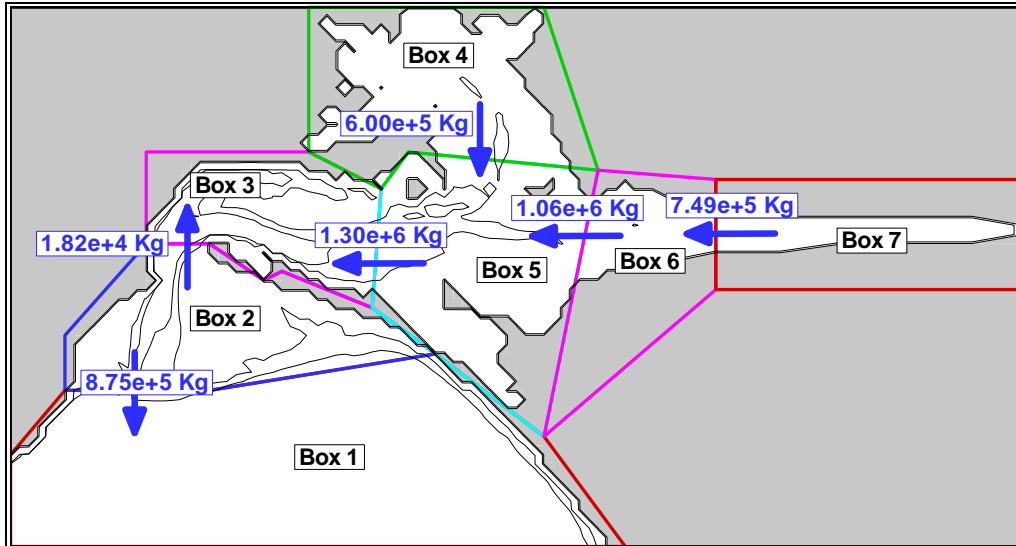 Box 4
6.00e+5 Kg
Box 3
1.06e+6 Kg
7.49e+5 Kg
1.82e+4 Kg
1.30e+6 Kg
Box 5
Box 6
Box 7
Box 2
8.75e+5 Kg
Box 1